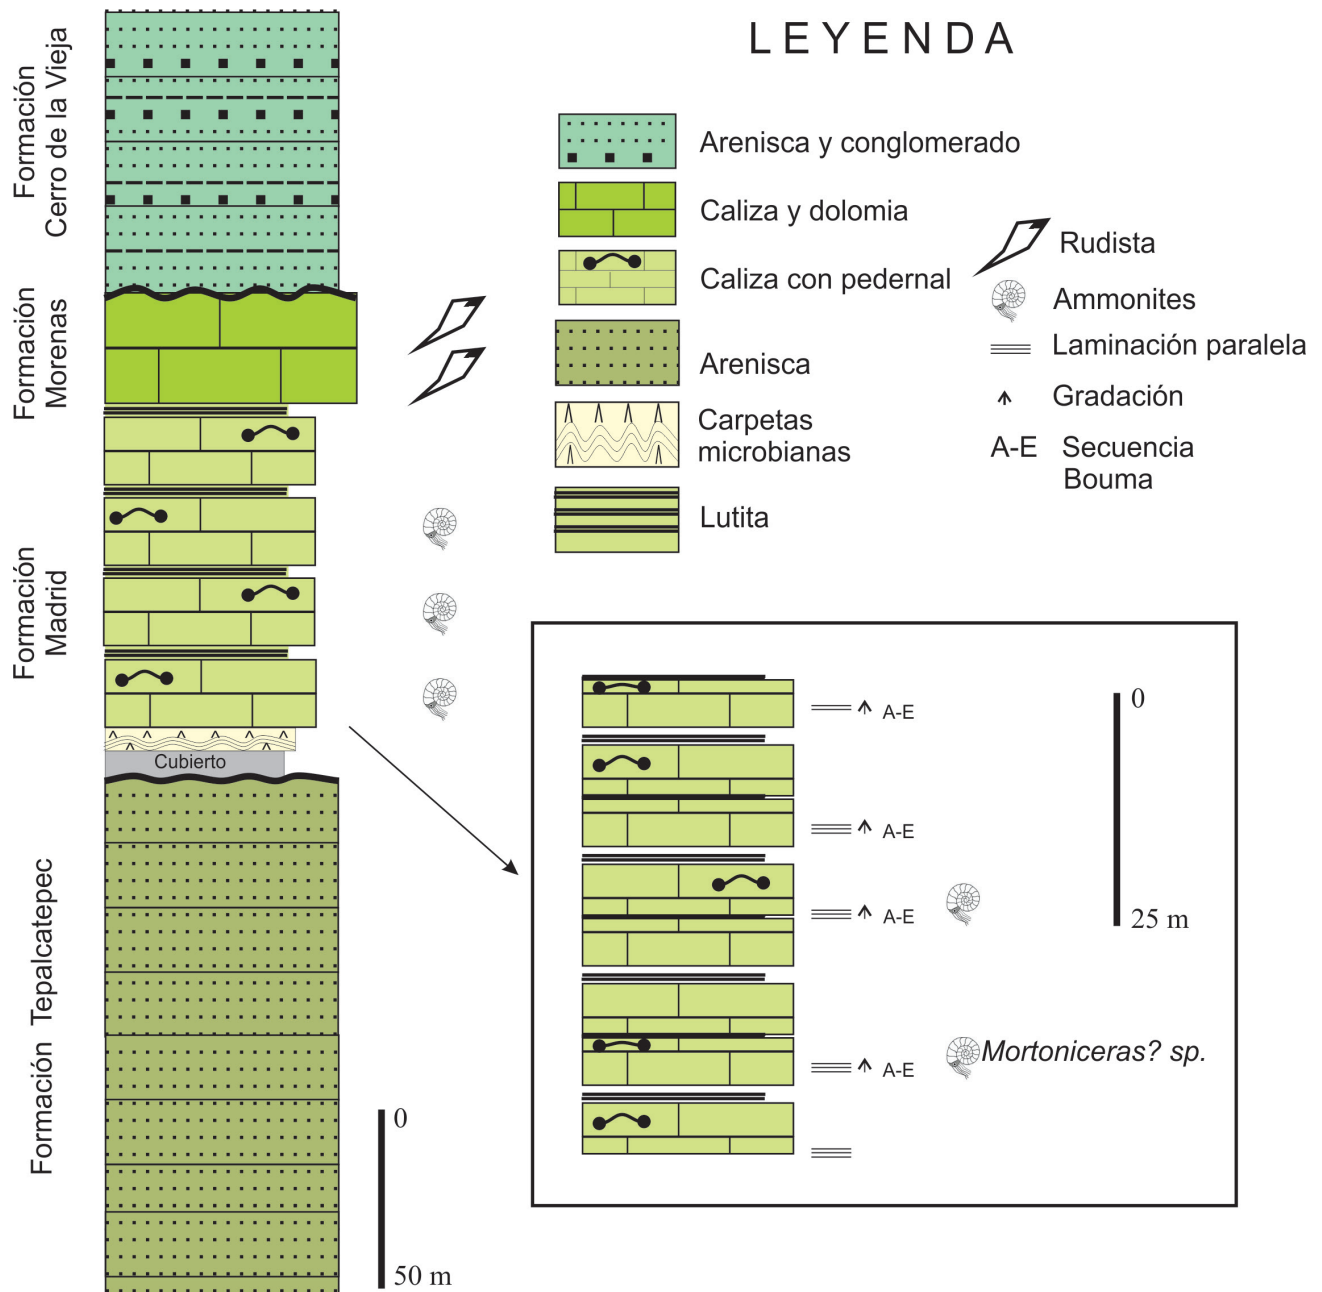 Formación
Cerro de la Vieja
Formación
Morenas
Formación
Madrid
Cubierto
Formación Tepalcatepec
0
50 m
LEYENDA
Arenisca y conglomerado
Caliza y dolomia
Caliza con pedernal
Arenisca
Carpetas
microbianas
Lutita
Rudista
Ammonites
Laminación paralela
Gradación
A-E Secuencia
Bouma
A-E
A-E
A-E
A-E
Mortoniceras? sp.
0
25 m